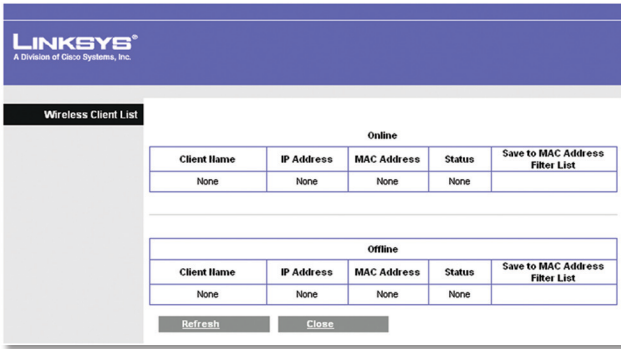 LINKSYS®
A Division of Cisco Systems, Inc.
Wireless Client List
Online
Client Name IP Address MAC Address Status Save to MAC Address
Filter List
None None None None
Offline
Client Name IP Address MAC Address Status Save to MAC Address
Filter List
None None None None
Refresh Close